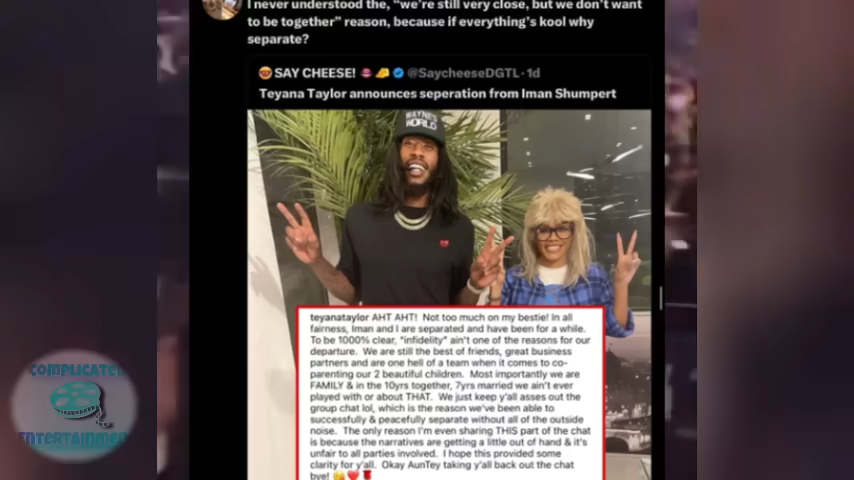 I never understood the, "we're still very close, but we don't want
to be together" reason, because if everything's kool why
separate?
SAY CHEESE! @SaycheeseDGTL · 1d
Teyana Taylor announces seperation from Iman Shumpert
WAYNE'S
WORLD
teyanataylor AHT AHT! Not too much on my bestie! In all
fairness, Iman and I are separated and have been for a while.
To be 1000% clear, "infidelity" ain't one of the reasons for our
departure. We are still the best of friends, great business
partners and are one hell of a team when it comes to co-
parenting our 2 beautiful children. Most importantly we are
FAMILY & in the 10yrs together, 7yrs married we ain't ever
played with or about THAT. We just keep y'all asses out the
group chat lol, which is the reason we've been able to
successfully & peacefully separate without all of the outside
noise. The only reason I'm even sharing THIS part of the chat
is because the narratives are getting a little out of hand & it's
unfair to all parties involved. I hope this provided some
clarity for y'all. Okay AunTey taking y'all back out the chat
bye! 😘❤️🌹
COMPLICATED
ENTERTAINMENT